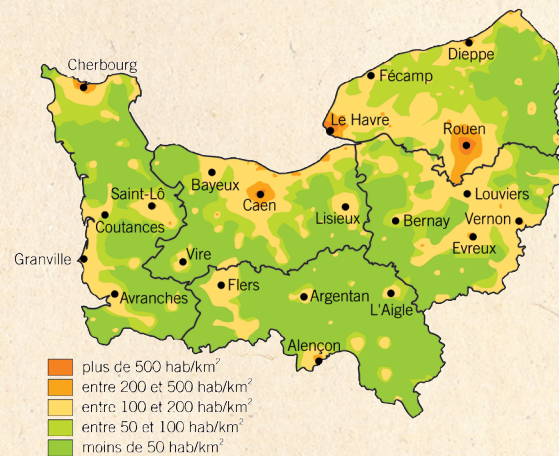 Dieppe
Cherbourg
Fécamp
Le Havre
Rouen
Bayeux
Saint-Lô
Caen
Louviers
Coutances
Lisieux
Bernay
Vernon
Evreux
Granville
Vire
Avranches
Flers
Argentan
L'Aigle
Alençon
plus de 500 hab/km²
entre 200 et 500 hab/km²
entre 100 et 200 hab/km²
entre 50 et 100 hab/km²
moins de 50 hab/km²